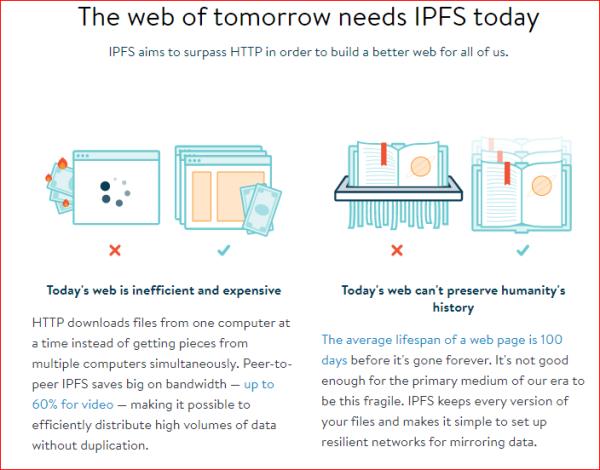 The web of tomorrow needs IPFS today
IPFS aims to surpass HTTP in order to build a better web for all of us.
Today's web is inefficient and expensive
HTTP downloads files from one computer at
a time instead of getting pieces from
multiple computers simultaneously. Peer-to-
peer IPFS saves big on bandwidth — up to
60% for video — making it possible to
efficiently distribute high volumes of data
without duplication.
Today's web can't preserve humanity's
history
The average lifespan of a web page is 100
days before it's gone forever. It's not good
enough for the primary medium of our era to
be this fragile. IPFS keeps every version of
your files and makes it simple to set up
resilient networks for mirroring data.